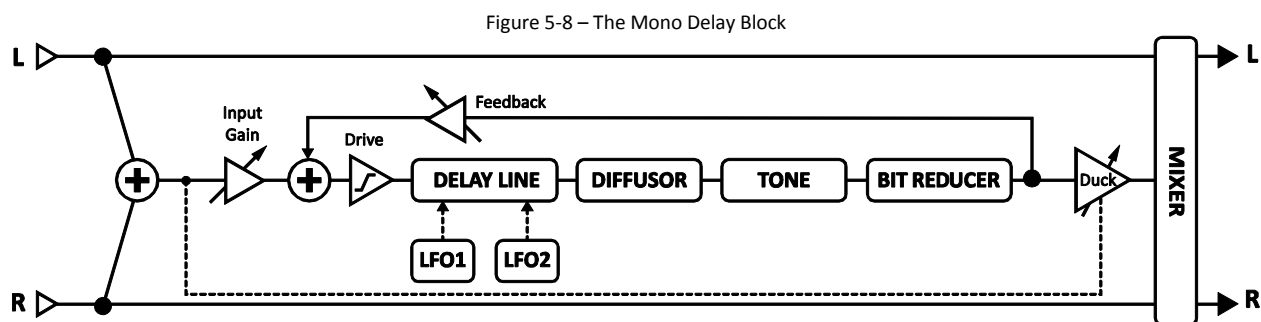 Figure 5-8 – The Mono Delay Block
L
L
Input
Gain
Feedback
Drive
+
+
DELAY LINE
DIFFUSOR
TONE
BIT REDUCER
Duck
MIXER
LFO1
LFO2
R
R